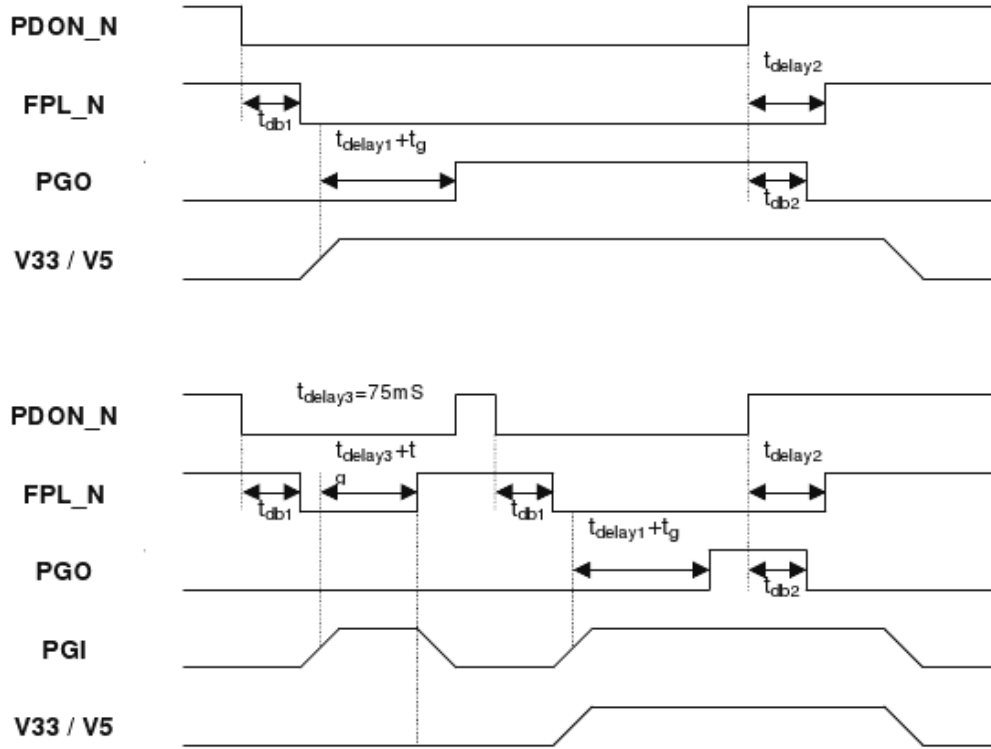 PDON_N
t_delay2
FPL_N
t_db1
t_delay1+t_g
PGO
t_db2
V33 / V5
t_delay3=75mS
PDON_N
t_delay3+t
g
t_delay2
FPL_N
t_db1
t_db1
t_delay1+t_g
PGO
t_db2
PGI
V33 / V5